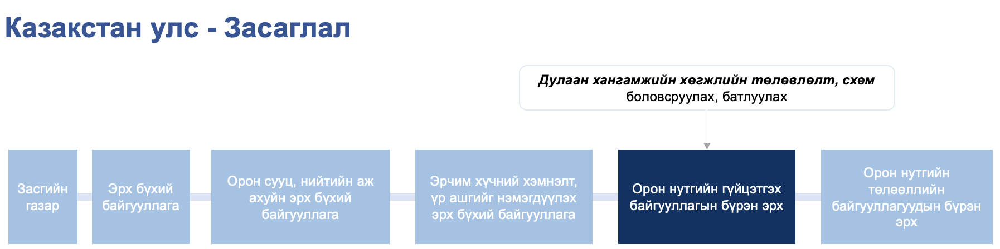 Казакстан улс - Засаглал
Дулаан хангамжийн хөгжлийн төлөвлөлт, схем
боловсруулах, батлуулах
Засгийн
газар
Эрх бүхий
байгууллага
Орон сууц, нийтийн аж
ахуйн эрх бүхий
байгууллага
Эрчим хүчний хэмнэлт,
үр ашгийг нэмэгдүүлэх
эрх бүхий байгууллага
Орон нутгийн гүйцэтгэх
байгууллагын бүрэн эрх
Орон нутгийн
төлөөллийн
байгууллагуудын бүрэн
эрх